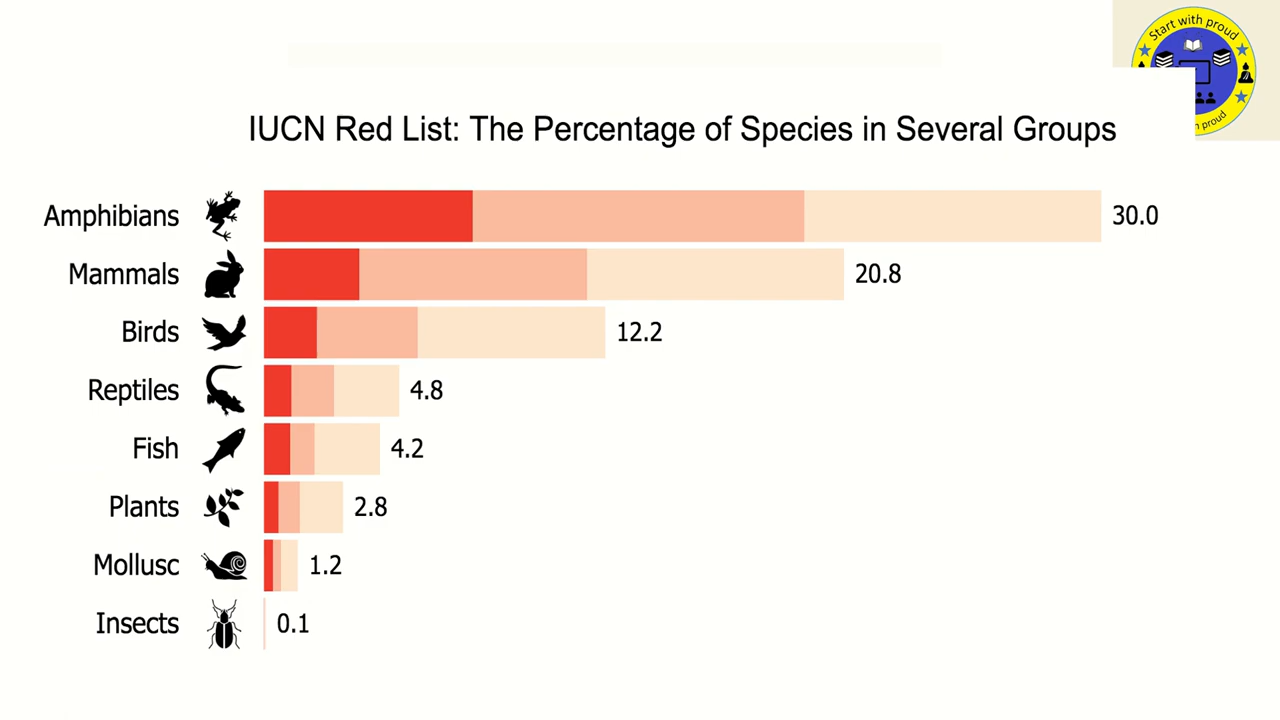 Start with proud
IUCN Red List: The Percentage of Species in Several Groups
Amphibians 30.0
Mammals 20.8
Birds 12.2
Reptiles 4.8
Fish 4.2
Plants 2.8
Mollusc 1.2
Insects 0.1
proud